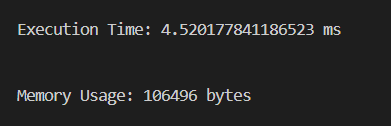 Execution Time: 4.520177841186523 ms
Memory Usage: 106496 bytes